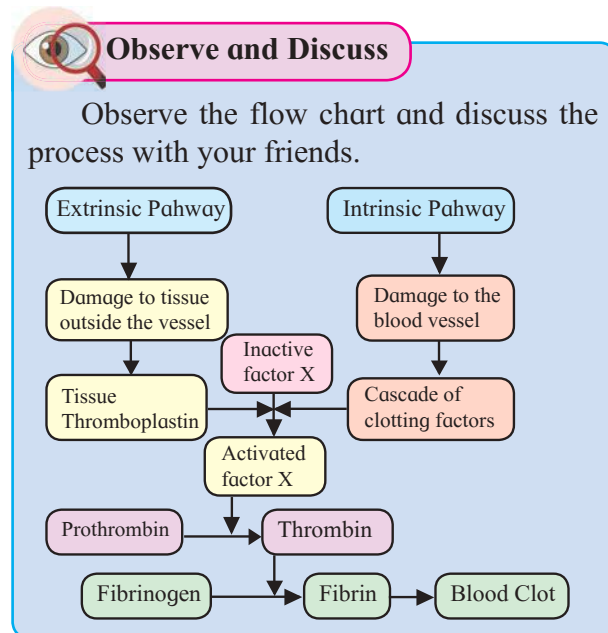 Observe and Discuss
Observe the flow chart and discuss the
process with your friends.
Extrinsic Pahway
Intrinsic Pahway
Damage to tissue
outside the vessel
Damage to the
blood vessel
Inactive
factor X
Tissue
Thromboplastin
Cascade of
clotting factors
Activated
factor X
Prothrombin
Thrombin
Fibrinogen
Fibrin
Blood Clot